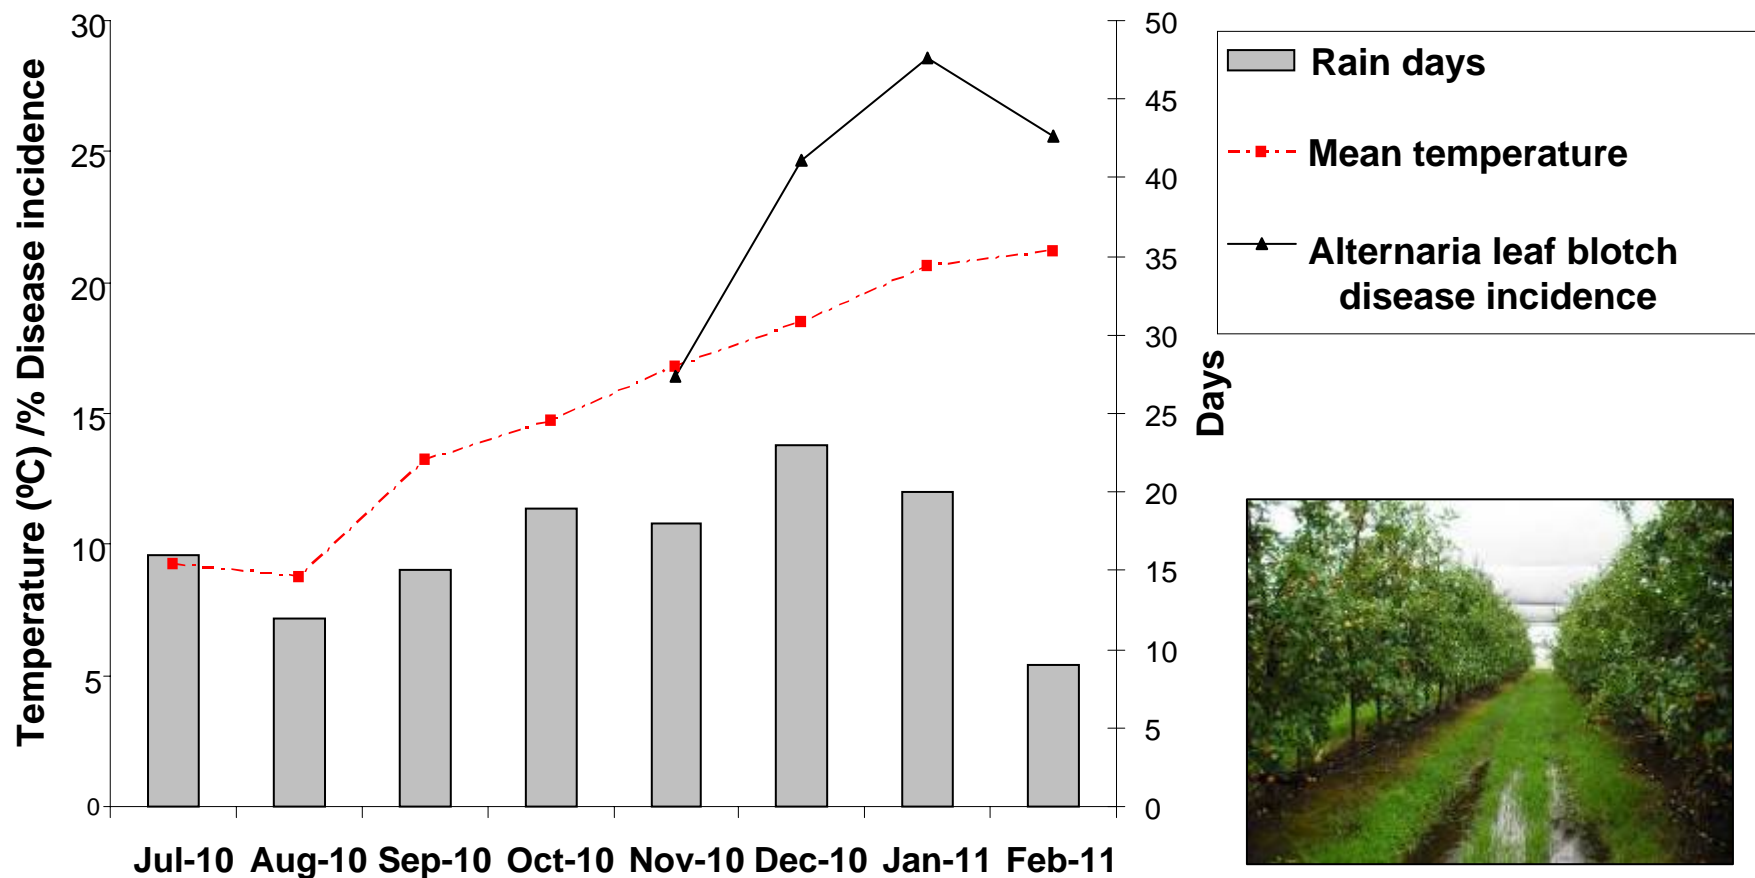 Temperature (ºC) /% Disease incidence
30
25
20
15
10
5
0
50
45
40
35
30
25
20
15
10
5
0
Days
Jul-10 Aug-10 Sep-10 Oct-10 Nov-10 Dec-10 Jan-11 Feb-11
Rain days
Mean temperature
Alternaria leaf blotch
disease incidence